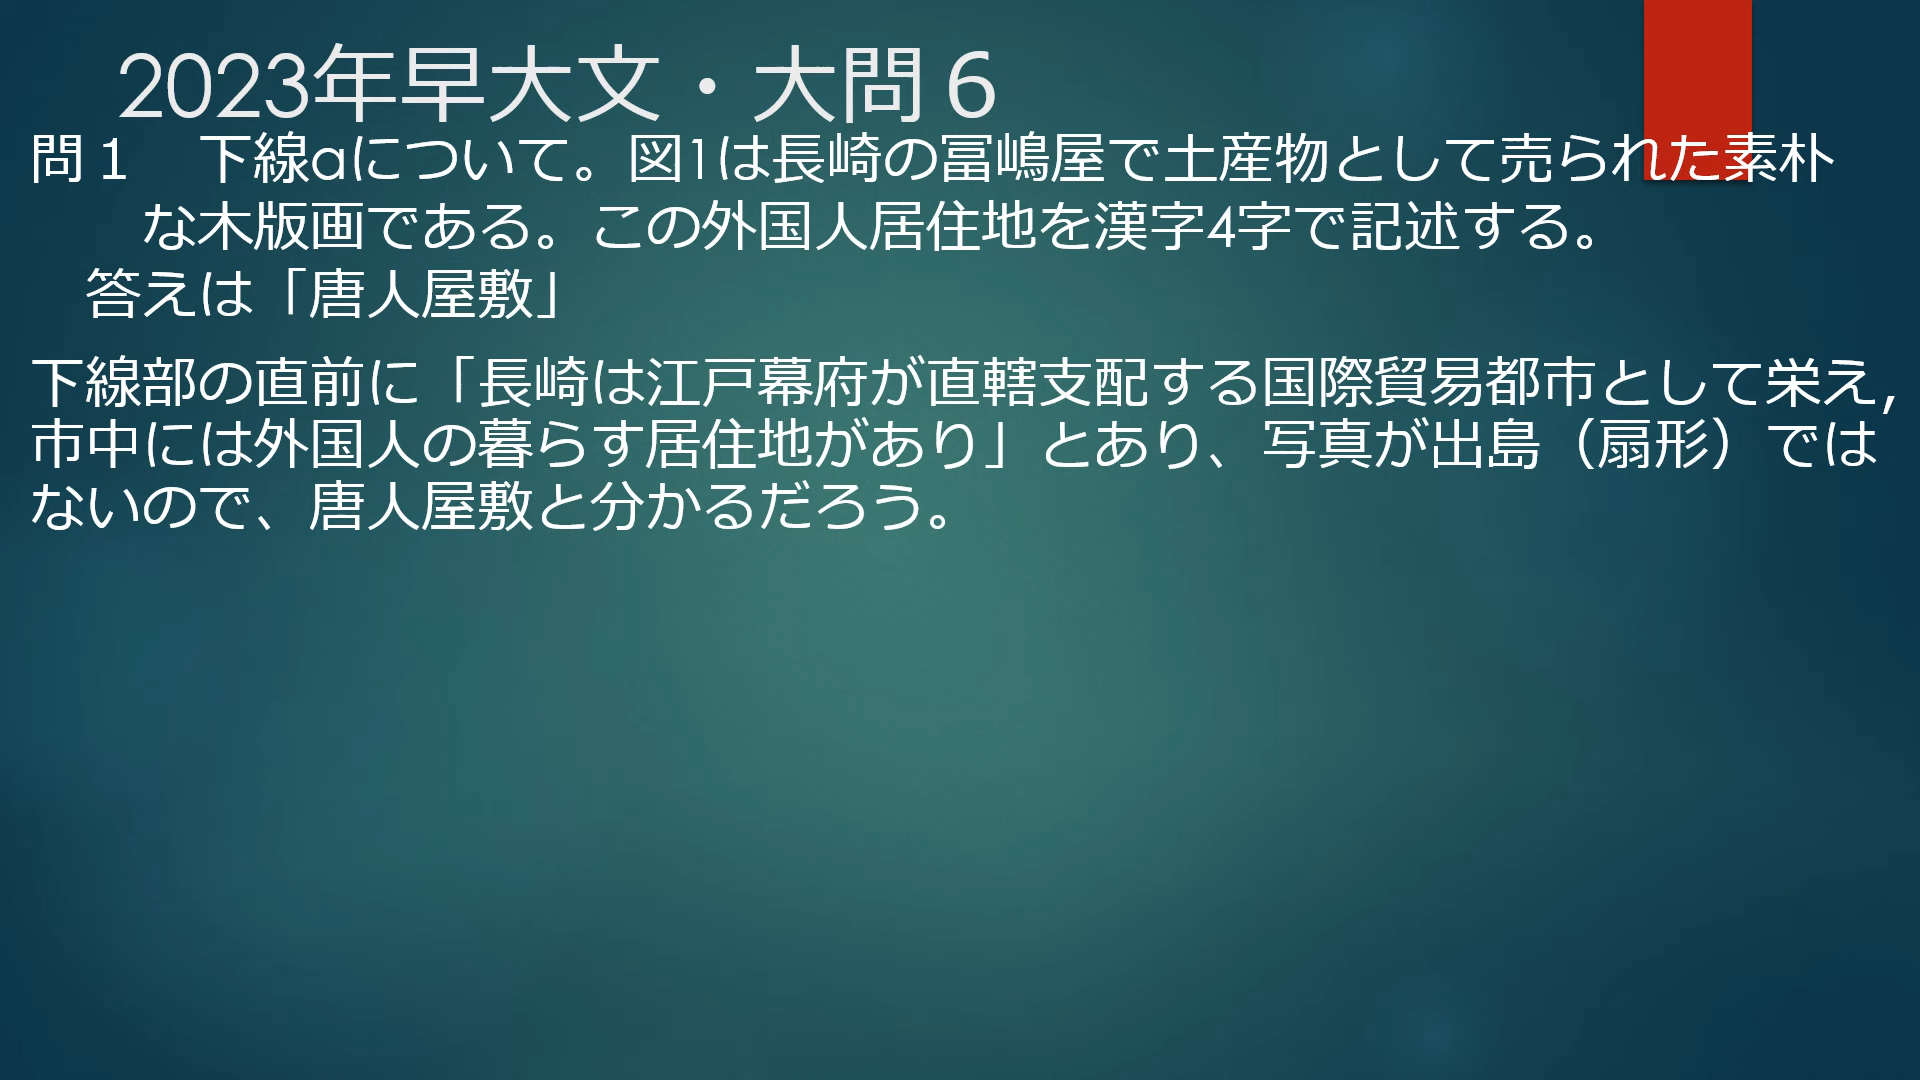 2023年早大文・大問６
問１　下線aについて。図1は長崎の冨嶋屋で土産物として売られた素朴
な木版画である。この外国人居住地を漢字4字で記述する。
答えは「唐人屋敷」
下線部の直前に「長崎は江戸幕府が直轄支配する国際貿易都市として栄え,
市中には外国人の暮らす居住地があり」とあり、写真が出島（扇形）では
ないので、唐人屋敷と分かるだろう。